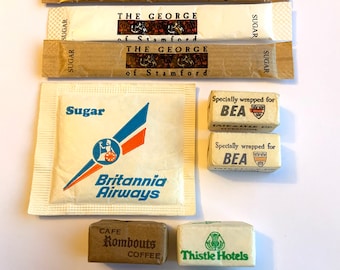 SUGAR
THE GEORGE
of Stamford
SUGAR
THE GEORGE
of Stamford
SUGAR
Sugar
Britannia
Airways
Specially wrapped for
BEA
Specially wrapped for
BEA
CAFE
Rombouts
COFFEE
Thistle Hotels